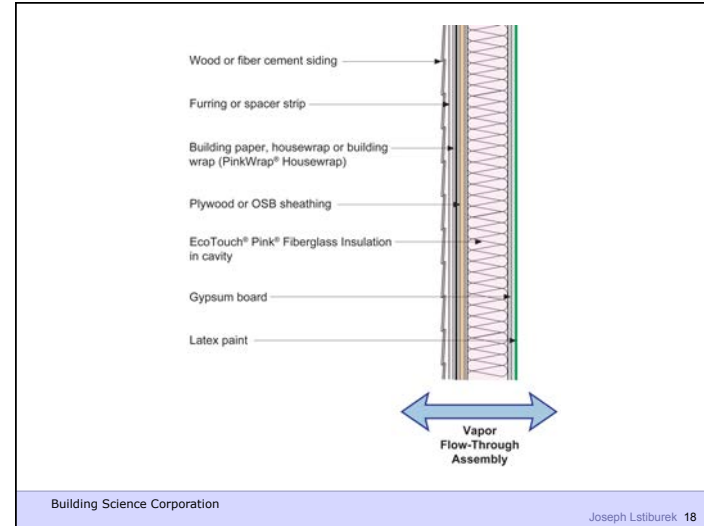 Wood or fiber cement siding
Furring or spacer strip
Building paper, housewrap or building
wrap (PinkWrap® Housewrap)
Plywood or OSB sheathing
EcoTouch® Pink® Fiberglass Insulation
in cavity
Gypsum board
Latex paint
Vapor
Flow-Through
Assembly
Building Science Corporation
Joseph Lstiburek 18